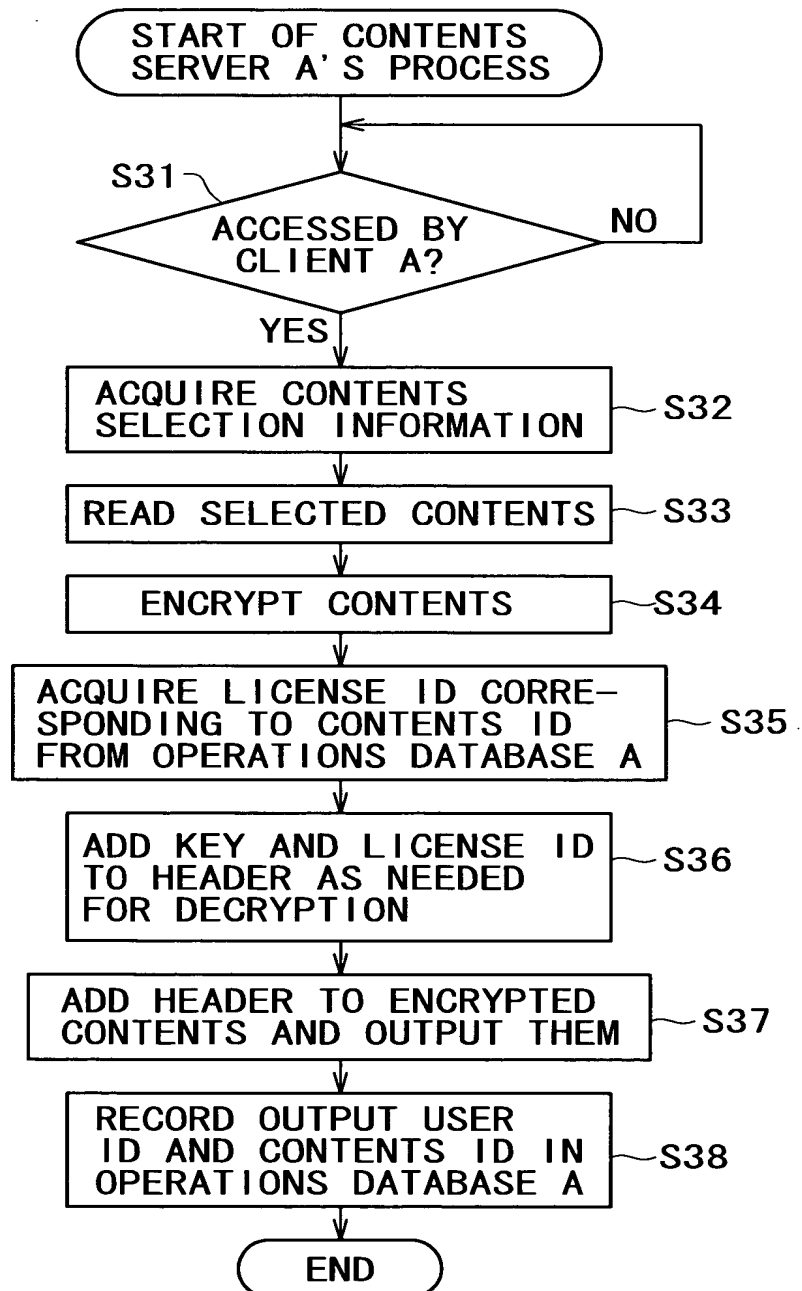 START OF CONTENTS
SERVER A'S PROCESS
S31
ACCESSED BY
CLIENT A?
NO
YES
ACQUIRE CONTENTS
SELECTION INFORMATION
S32
READ SELECTED CONTENTS
S33
ENCRYPT CONTENTS
S34
ACQUIRE LICENSE ID CORRE-
SPONDING TO CONTENTS ID
FROM OPERATIONS DATABASE A
S35
ADD KEY AND LICENSE ID
TO HEADER AS NEEDED
FOR DECRYPTION
S36
ADD HEADER TO ENCRYPTED
CONTENTS AND OUTPUT THEM
S37
RECORD OUTPUT USER
ID AND CONTENTS ID IN
OPERATIONS DATABASE A
S38
END